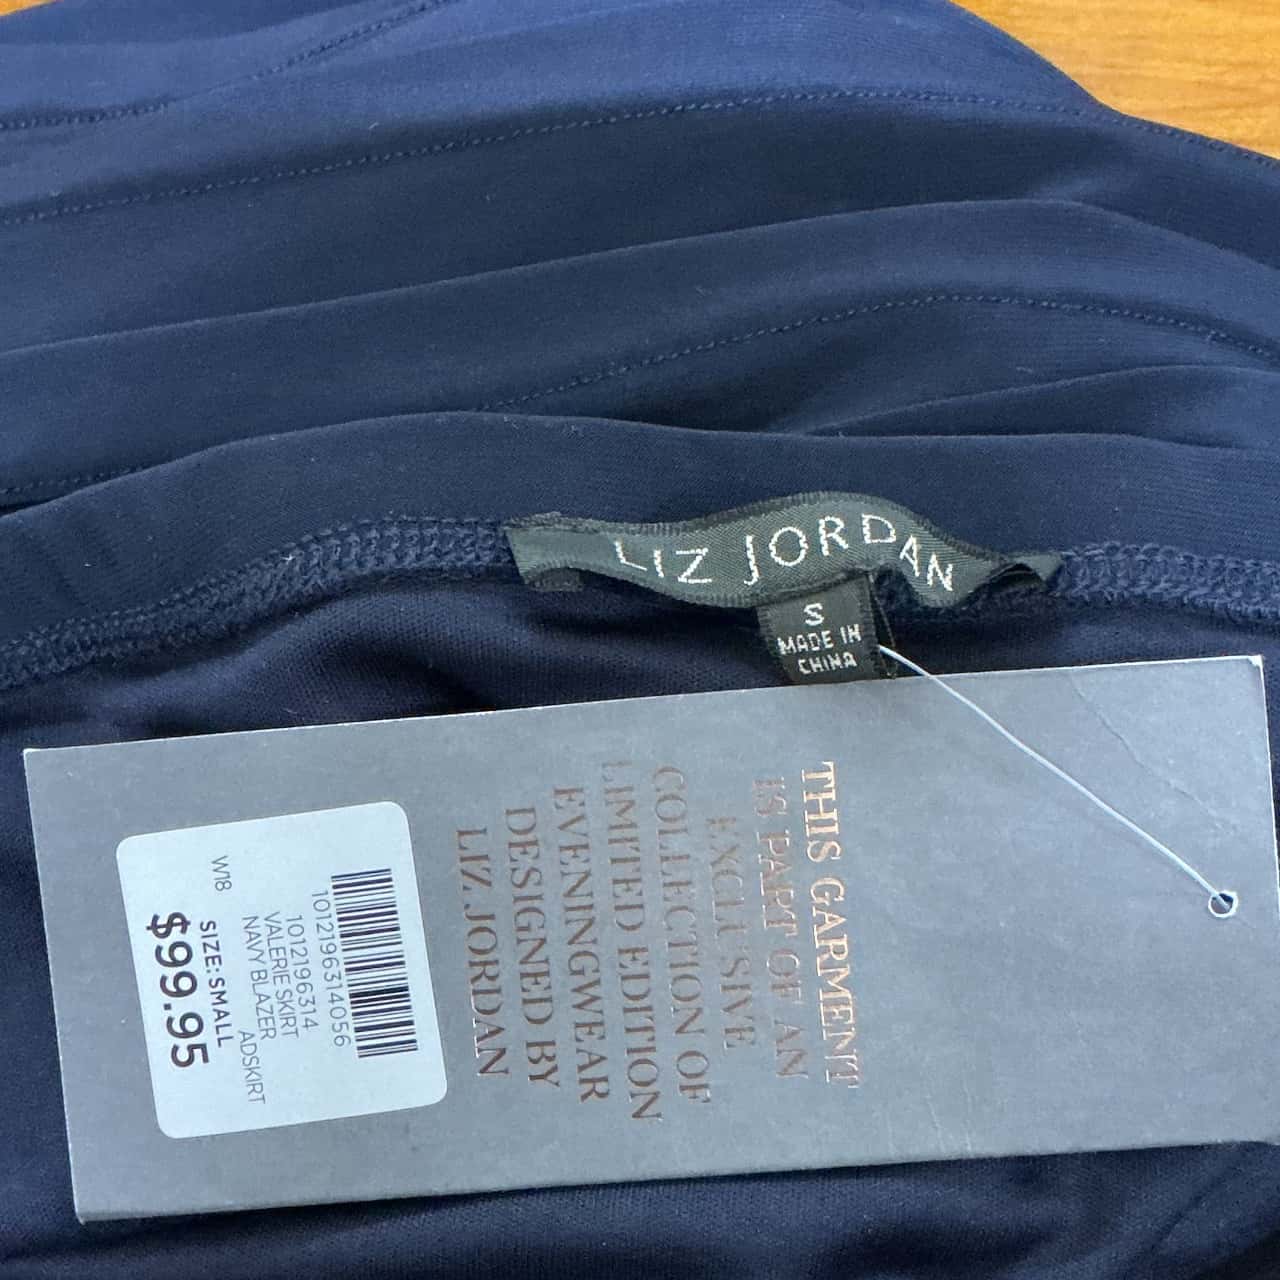 LIZ JORDAN
S
MADE IN
CHINA
THIS GARMENT
IS PART OF AN
EXCLUSIVE
COLLECTION OF
LIMITED EDITION
EVENINGWEAR
DESIGNED BY
LIZ JORDAN
1012196314056
1012196314
VALERIE SKIRT
NAVY BLAZER ADSKIRT
W18 SIZE: SMALL
$99.95